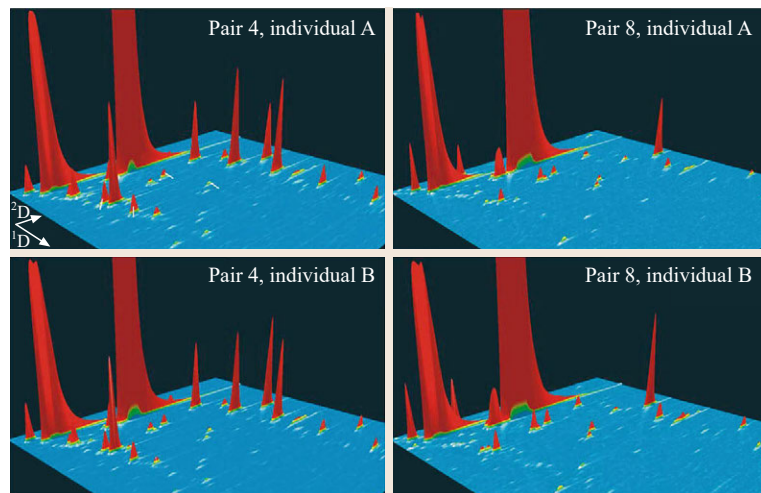 Pair 4, individual A
Pair 8, individual A
²D
¹D
Pair 4, individual B
Pair 8, individual B